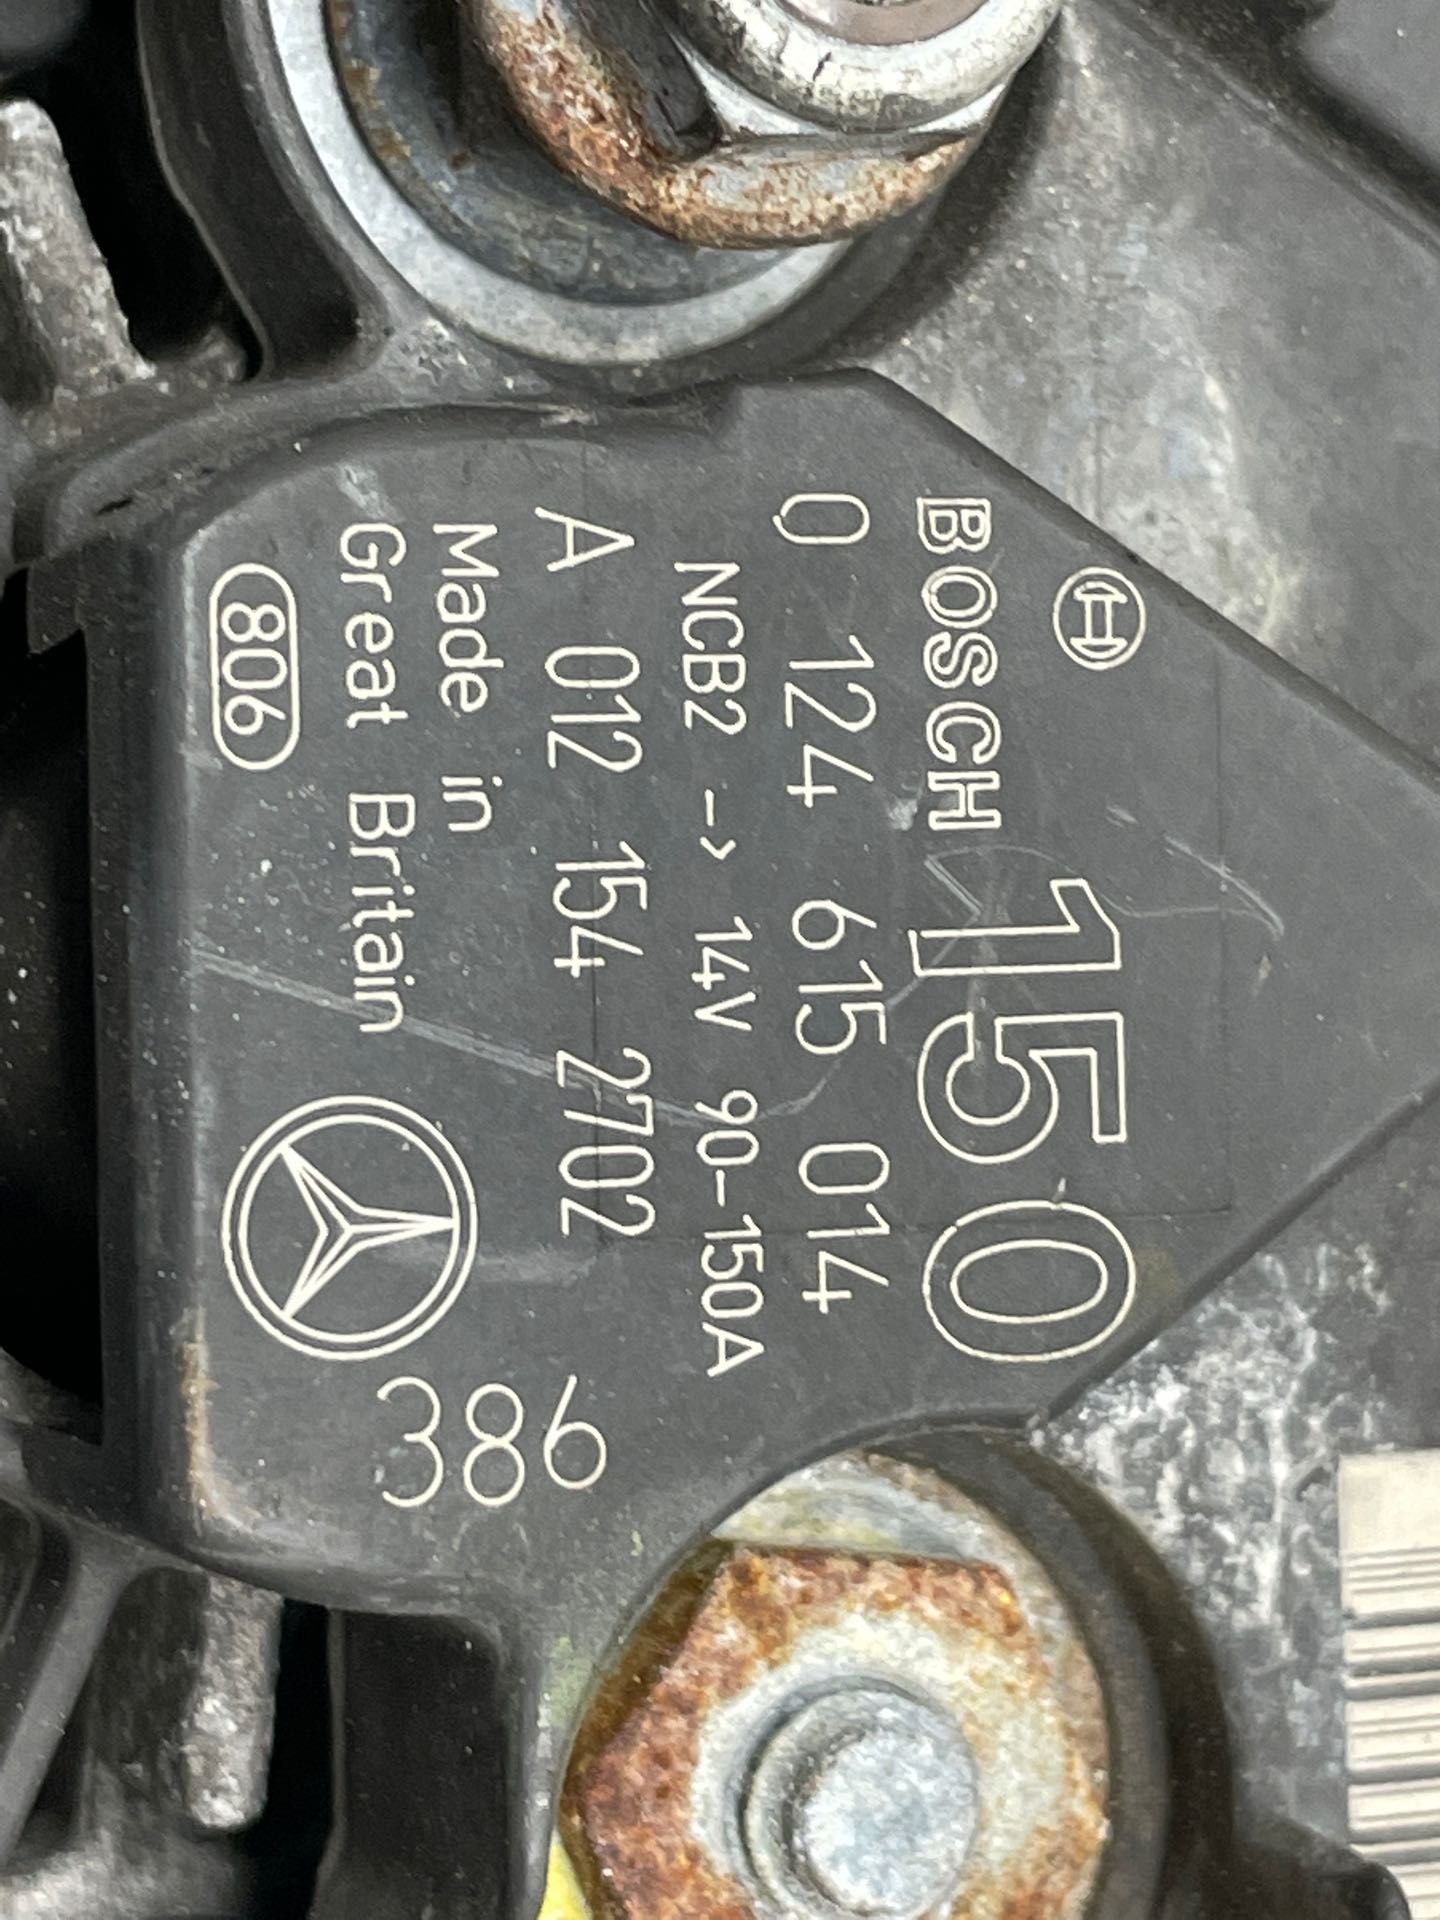 BOSCH 150
0 124 615 014
NCB2 -> 14V 90-150A
A 012 154 2702
Made in
Great Britain
386
806